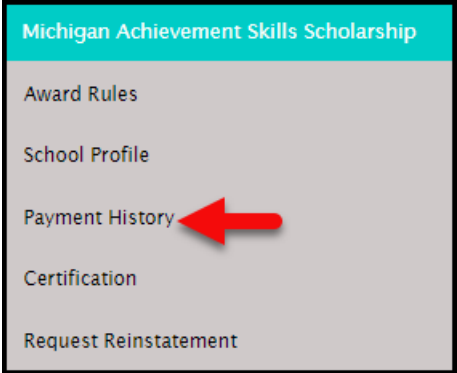 Michigan Achievement Skills Scholarship
Award Rules
School Profile
Payment History
Certification
Request Reinstatement